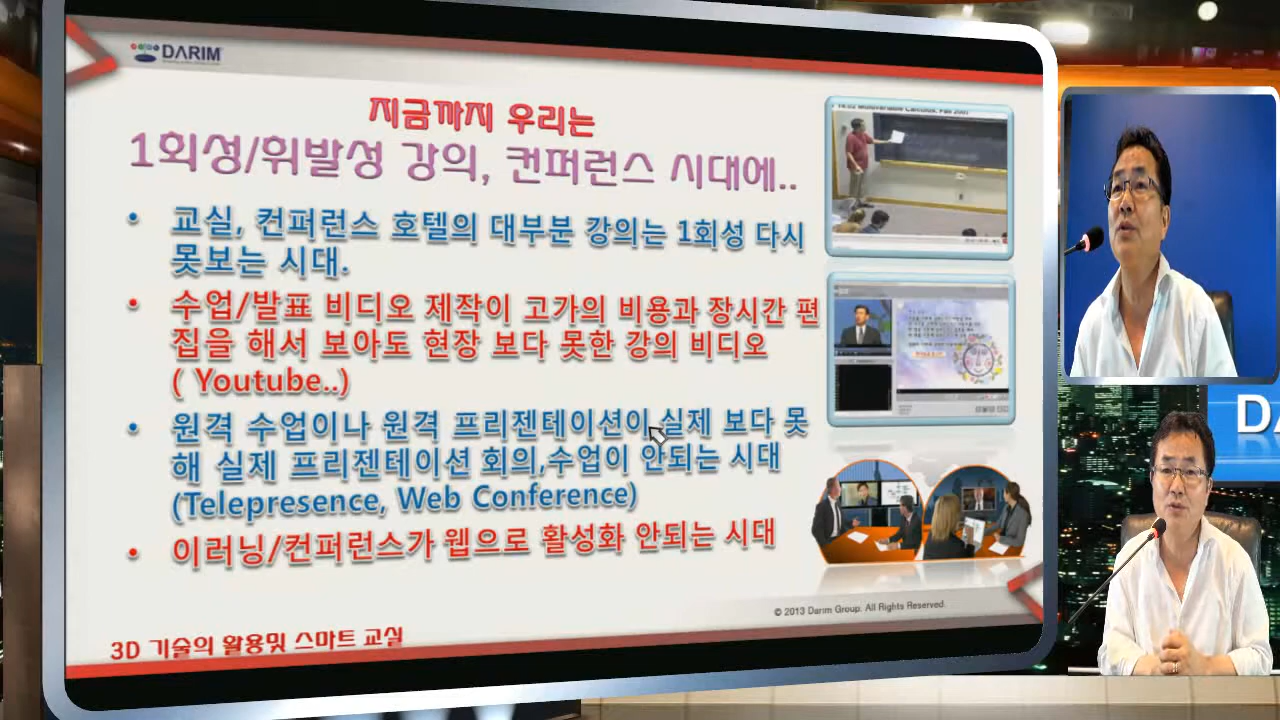 DARIM
지금까지 우리는
1회성/휘발성 강의, 컨퍼런스 시대에..
• 교실, 컨퍼런스 호텔의 대부분 강의는 1회성 다시
못보는 시대.
• 수업/발표 비디오 제작이 고가의 비용과 장시간 편
집을 해서 보아도 현장 보다 못한 강의 비디오
( Youtube..)
• 원격 수업이나 원격 프리젠테이션이 실제 보다 못
해 실제 프리젠테이션 회의,수업이 안되는 시대
(Telepresence, Web Conference)
• 이러닝/컨퍼런스가 웹으로 활성화 안되는 시대
© 2013 Darim Group. All Rights Reserved.
3D 기술의 활용및 스마트 교실